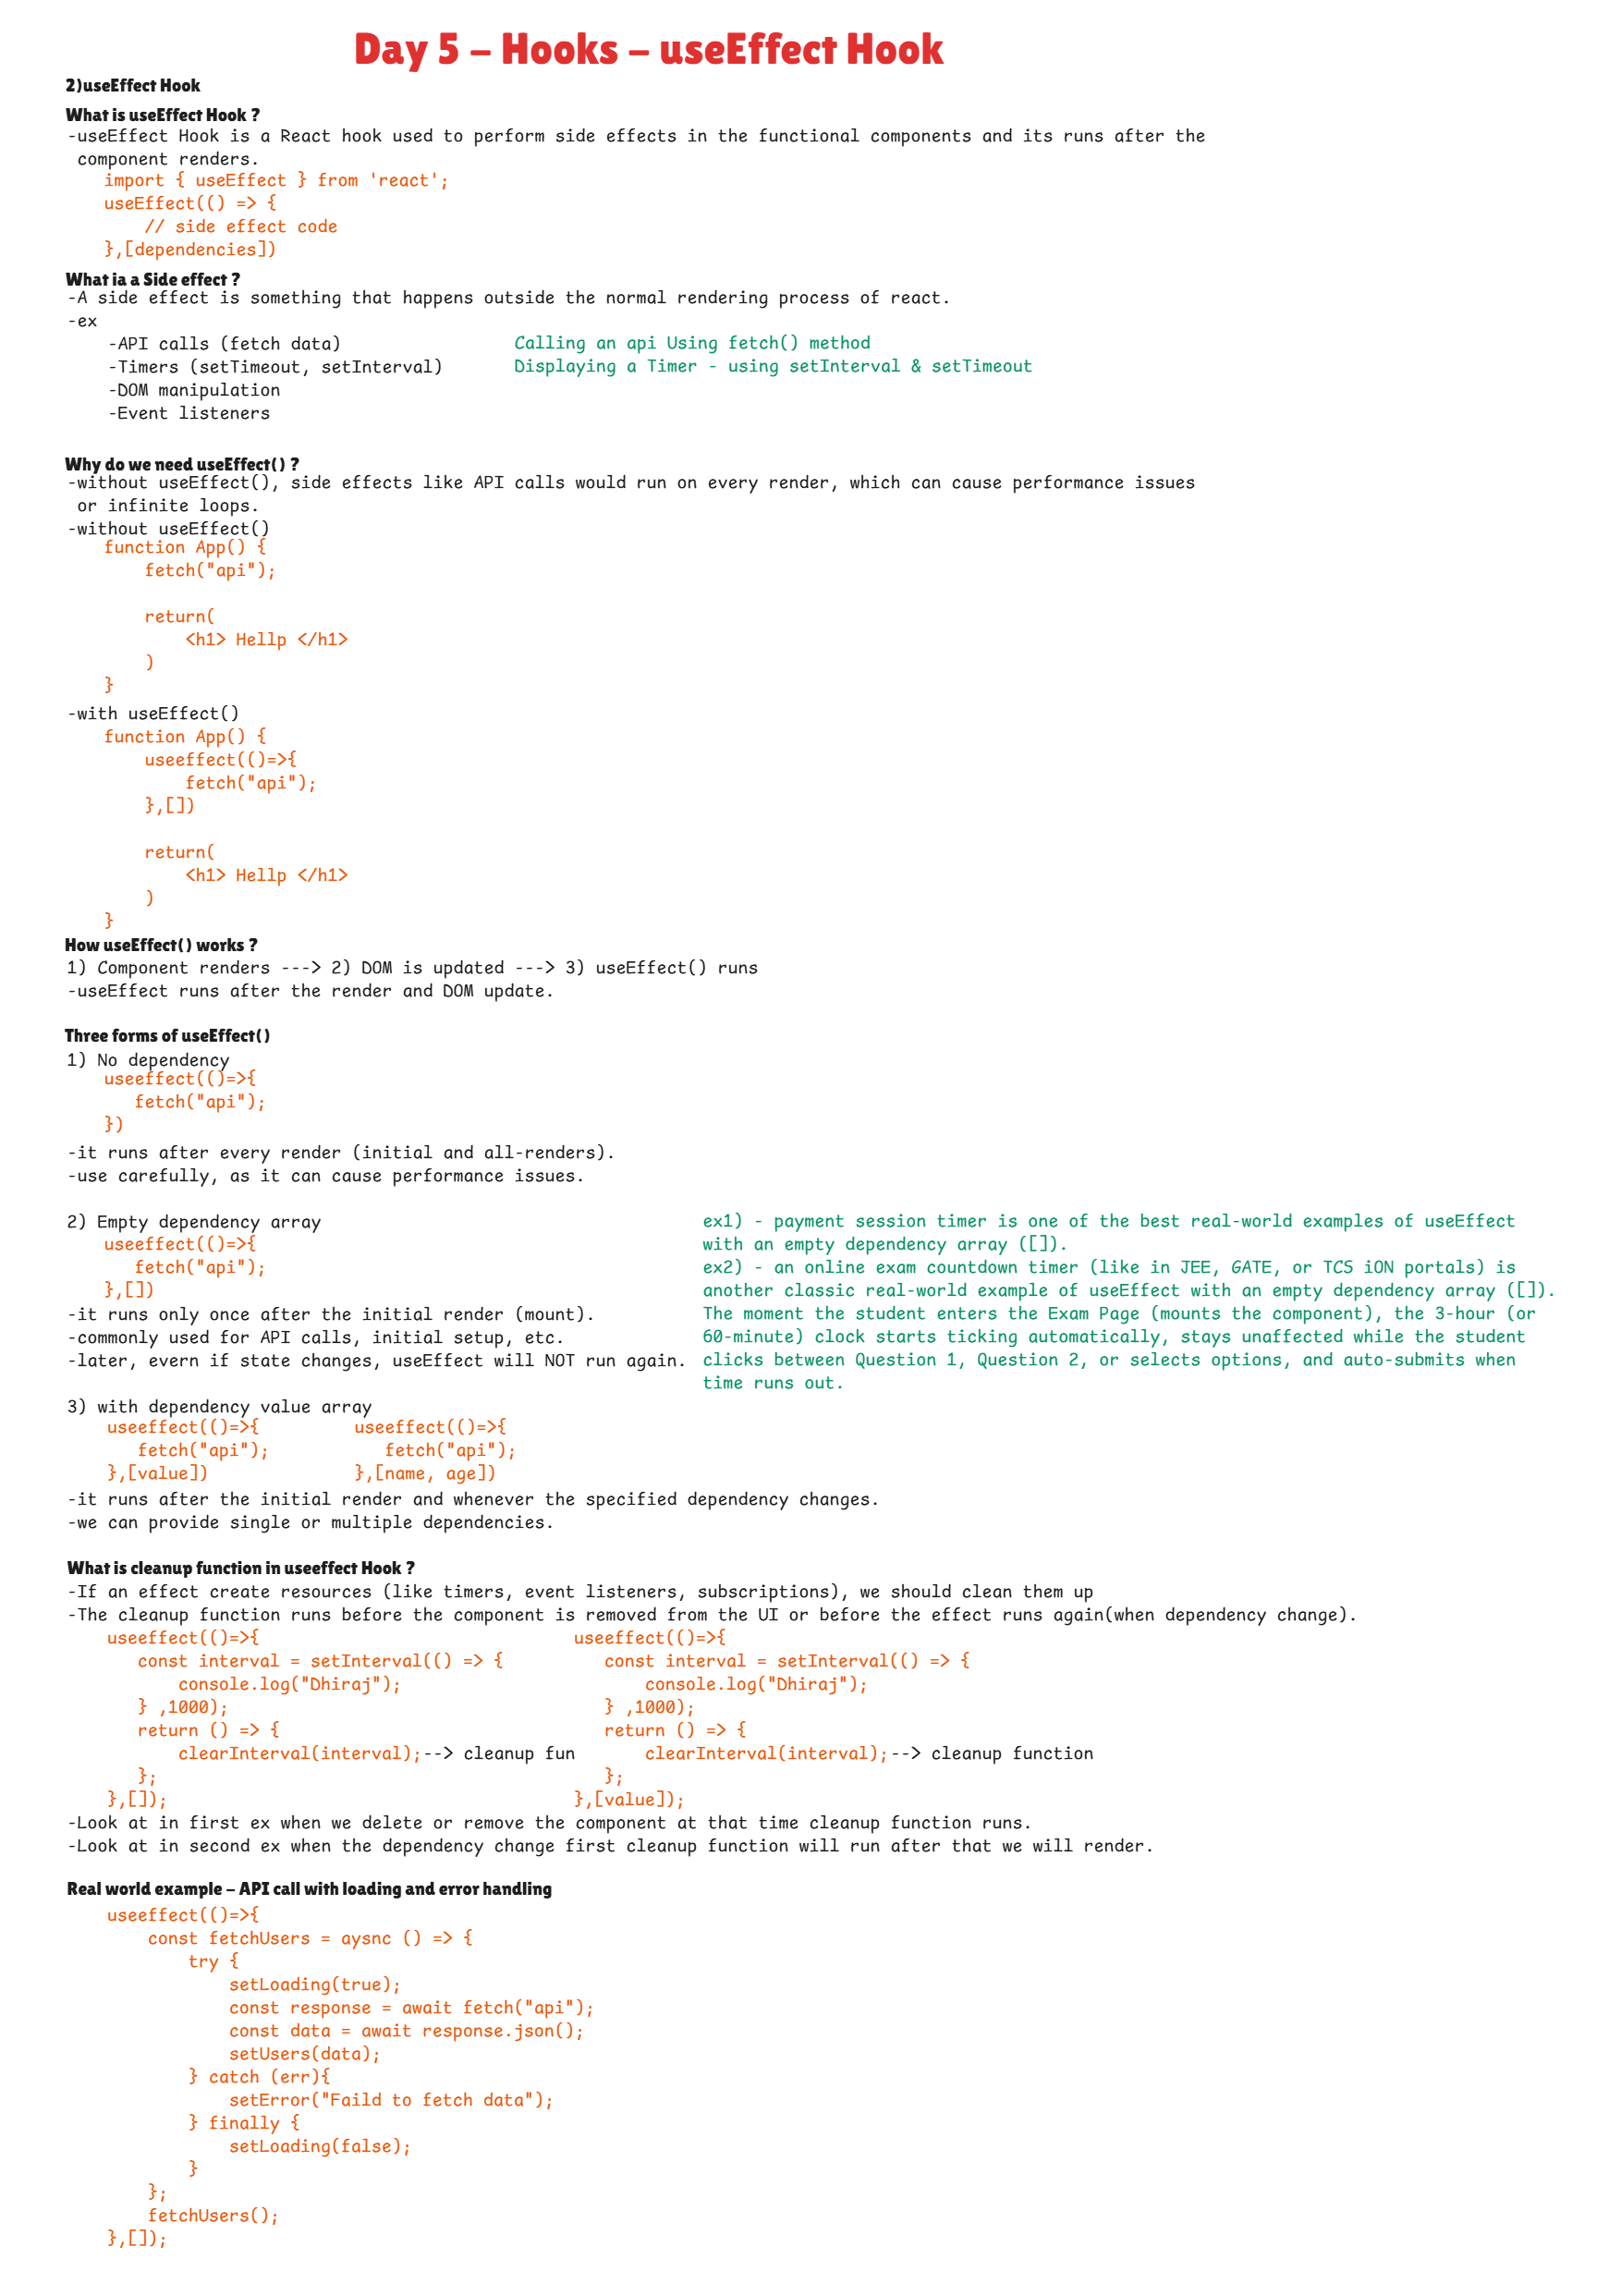 Day 5 - Hooks - useEffect Hook
2)useEffect Hook
What is useEffect Hook ?
-useEffect Hook is a React hook used to perform side effects in the functional components and its runs after the
component renders.
import { useEffect } from 'react';
useEffect(() => {
// side effect code
},[dependencies])
What ia a Side effect ?
-A side effect is something that happens outside the normal rendering process of react.
-ex
-API calls (fetch data) Calling an api Using fetch() method
-Timers (setTimeout, setInterval) Displaying a Timer - using setInterval & setTimeout
-DOM manipulation
-Event listeners
Why do we need useEffect() ?
-without useEffect(), side effects like API calls would run on every render, which can cause performance issues
or infinite loops.
-without useEffect()
function App() {
fetch("api");
return(
<h1> Hellp </h1>
)
}
-with useEffect()
function App() {
useeffect(()=>{
fetch("api");
},[])
return(
<h1> Hellp </h1>
)
}
How useEffect() works ?
1) Component renders ---> 2) DOM is updated ---> 3) useEffect() runs
-useEffect runs after the render and DOM update.
Three forms of useEffect()
1) No dependency
useeffect(()=>{
fetch("api");
})
-it runs after every render (initial and all-renders).
-use carefully, as it can cause performance issues.
2) Empty dependency array
useeffect(()=>{
fetch("api");
},[])
-it runs only once after the initial render (mount).
-commonly used for API calls, initial setup, etc.
-later, evern if state changes, useEffect will NOT run again.
ex1) - payment session timer is one of the best real-world examples of useEffect
with an empty dependency array ([]).
ex2) - an online exam countdown timer (like in JEE, GATE, or TCS iON portals) is
another classic real-world example of useEffect with an empty dependency array ([]).
The moment the student enters the Exam Page (mounts the component), the 3-hour (or
60-minute) clock starts ticking automatically, stays unaffected while the student
clicks between Question 1, Question 2, or selects options, and auto-submits when
time runs out.
3) with dependency value array
useeffect(()=>{ useeffect(()=>{
fetch("api"); fetch("api");
},[value]) },[name, age])
-it runs after the initial render and whenever the specified dependency changes.
-we can provide single or multiple dependencies.
What is cleanup function in useeffect Hook ?
-If an effect create resources (like timers, event listeners, subscriptions), we should clean them up
-The cleanup function runs before the component is removed from the UI or before the effect runs again(when dependency change).
useeffect(()=>{ useeffect(()=>{
const interval = setInterval(() => { const interval = setInterval(() => {
console.log("Dhiraj"); console.log("Dhiraj");
} ,1000); } ,1000);
return () => { return () => {
clearInterval(interval);--> cleanup fun clearInterval(interval);--> cleanup function
}; };
},[]); },[value]);
-Look at in first ex when we delete or remove the component at that time cleanup function runs.
-Look at in second ex when the dependency change first cleanup function will run after that we will render.
Real world example - API call with loading and error handling
useeffect(()=>{
const fetchUsers = aysnc () => {
try {
setLoading(true);
const response = await fetch("api");
const data = await response.json();
setUsers(data);
} catch (err){
setError("Faild to fetch data");
} finally {
setLoading(false);
}
};
fetchUsers();
},[]);